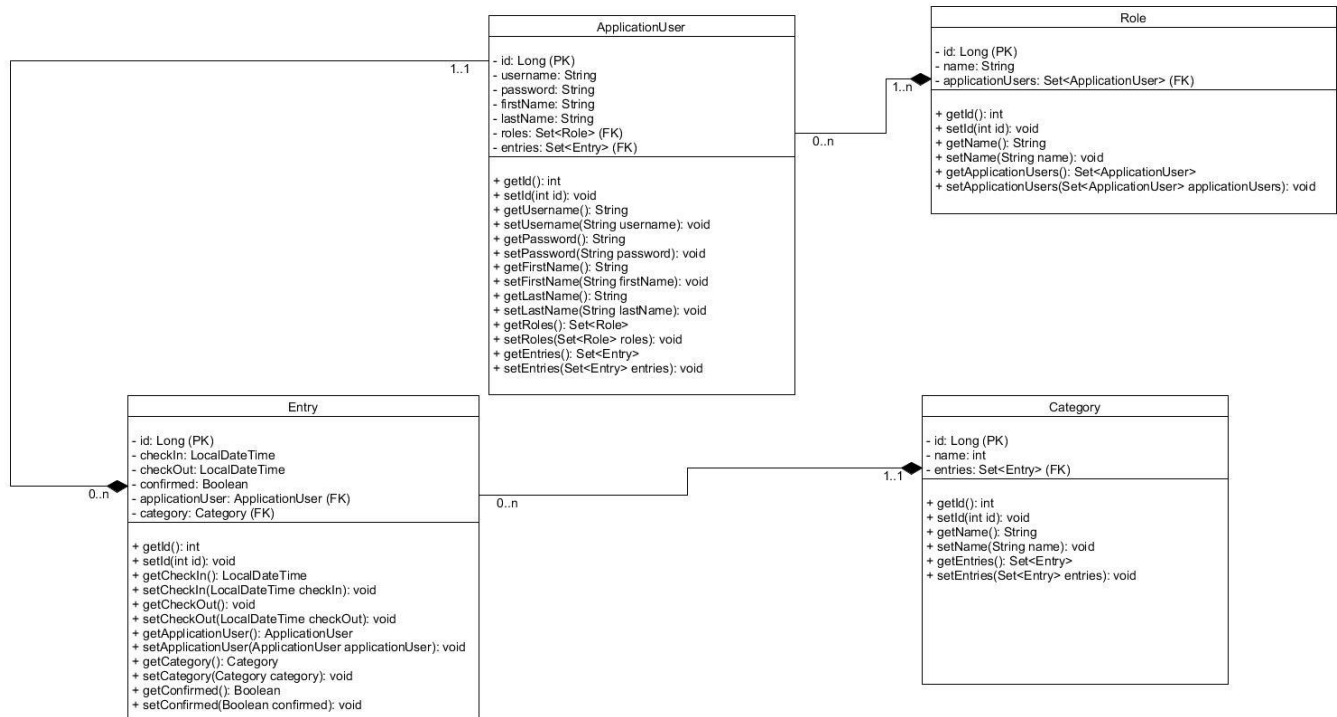 ApplicationUser
- id: Long (PK)
- username: String
- password: String
- firstName: String
- lastName: String
- roles: Set<Role> (FK)
- entries: Set<Entry> (FK)
+ getId(): int
+ setId(int id): void
+ getUsername(): String
+ setUsername(String username): void
+ getPassword(): String
+ setPassword(String password): void
+ getFirstName(): String
+ setFirstName(String firstName): void
+ getLastName(): String
+ setLastName(String lastName): void
+ getRoles(): Set<Role>
+ setRoles(Set<Role> roles): void
+ getEntries(): Set<Entry>
+ setEntries(Set<Entry> entries): void
1..1
0..n
1..n
Role
- id: Long (PK)
- name: String
- applicationUsers: Set<ApplicationUser> (FK)
+ getId(): int
+ setId(int id): void
+ getName(): String
+ setName(String name): void
+ getApplicationUsers(): Set<ApplicationUser>
+ setApplicationUsers(Set<ApplicationUser> applicationUsers): void
0..n
Entry
- id: Long (PK)
- checkIn: LocalDateTime
- checkOut: LocalDateTime
- confirmed: Boolean
- applicationUser: ApplicationUser (FK)
- category: Category (FK)
+ getId(): int
+ setId(int id): void
+ getCheckIn(): LocalDateTime
+ setCheckIn(LocalDateTime checkIn): void
+ getCheckOut(): void
+ setCheckOut(LocalDateTime checkOut): void
+ getApplicationUser(): ApplicationUser
+ setApplicationUser(ApplicationUser applicationUser): void
+ getCategory(): Category
+ setCategory(Category category): void
+ getConfirmed(): Boolean
+ setConfirmed(Boolean confirmed): void
0..n
1..1
Category
- id: Long (PK)
- name: int
- entries: Set<Entry> (FK)
+ getId(): int
+ setId(int id): void
+ getName(): String
+ setName(String name): void
+ getEntries(): Set<Entry>
+ setEntries(Set<Entry> entries): void